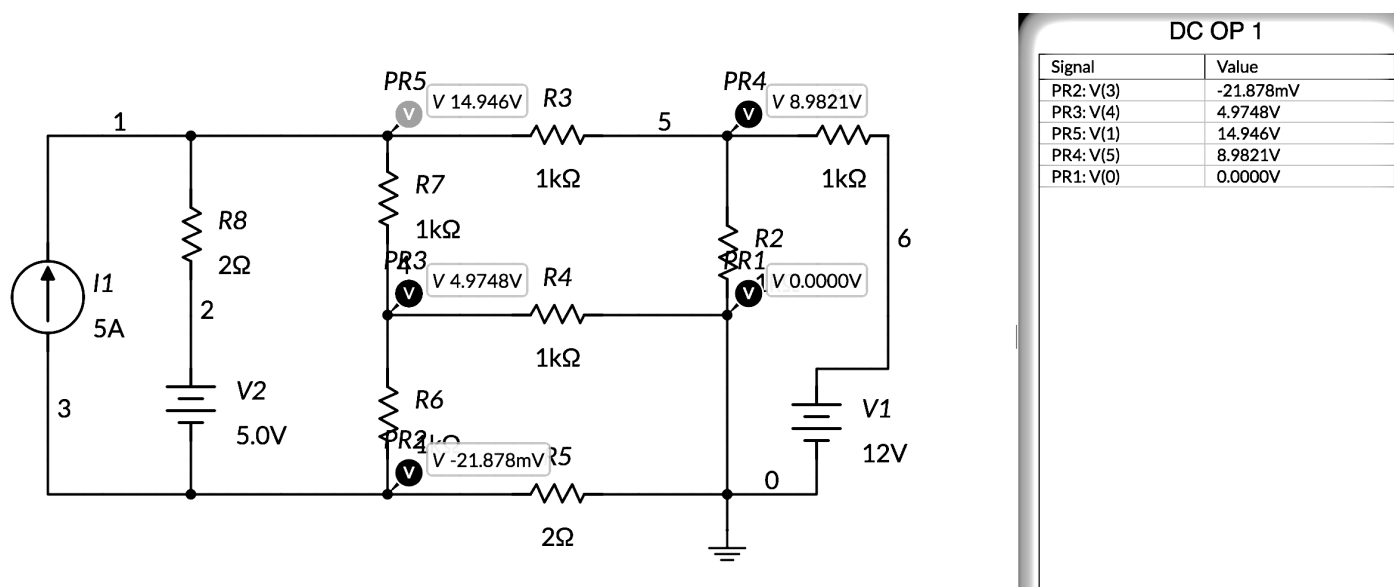 DC OP 1
Signal Value
PR2: V(3) -21.878mV
PR3: V(4) 4.9748V
PR5: V(1) 14.946V
PR4: V(5) 8.9821V
PR1: V(0) 0.0000V
PR5
V 14.946V
R3
PR4
V 8.9821V
1
5
1kΩ
1kΩ
R7
1kΩ
R8
2Ω
R2
6
PR3
V 4.9748V
R4
PR1
V 0.0000V
I1
5A
2
1kΩ
V2
5.0V
3
R6
V1
12V
PR2
V -21.878mV
R5
0
2Ω